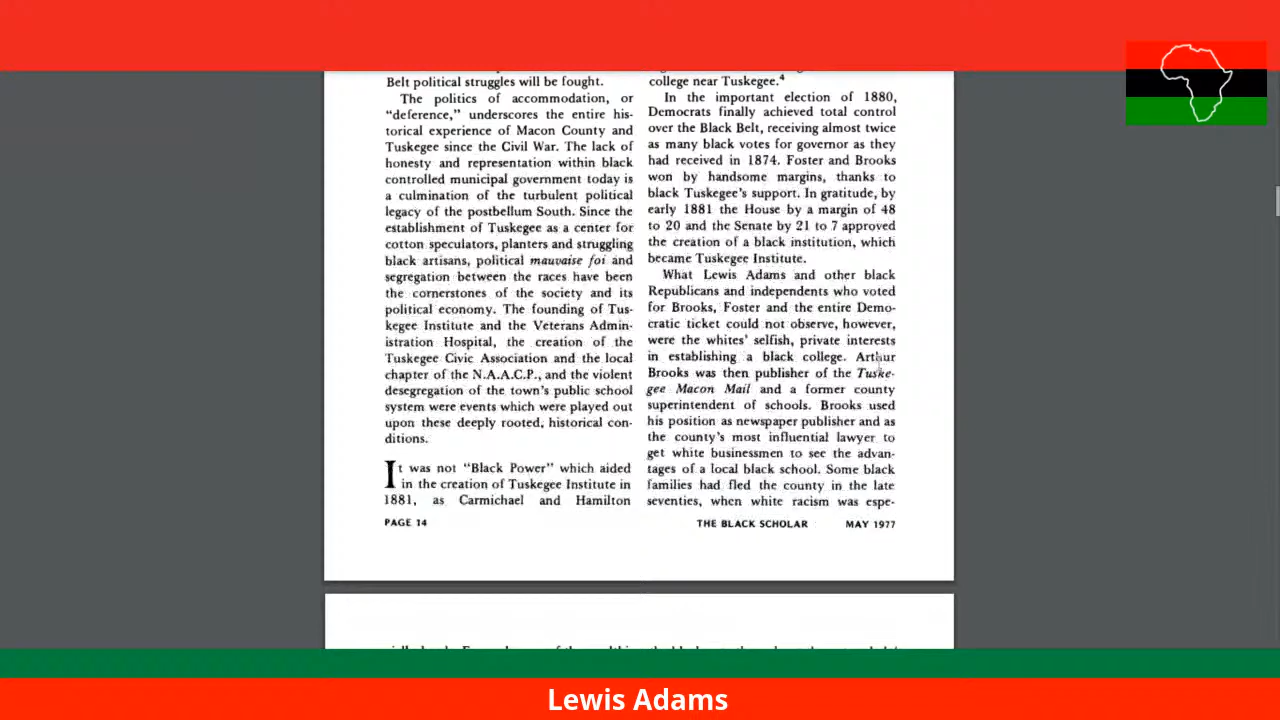 Belt political struggles will be fought.
The politics of accommodation, or
“deference,” underscores the entire his-
torical experience of Macon County and
Tuskegee since the Civil War. The lack of
honesty and representation within black
controlled municipal government today is
a culmination of the turbulent political
legacy of the postbellum South. Since the
establishment of Tuskegee as a center for
cotton speculators, planters and struggling
black artisans, political mauvaise foi and
segregation between the races have been
the cornerstones of the society and its
political economy. The founding of Tus-
kegee Institute and the Veterans Admin-
istration Hospital, the creation of the
Tuskegee Civic Association and the local
chapter of the N.A.A.C.P., and the violent
desegregation of the town's public school
system were events which were played out
upon these deeply rooted, historical con-
ditions.
It was not “Black Power” which aided
in the creation of Tuskegee Institute in
1881, as Carmichael and Hamilton
college near Tuskegee.4
In the important election of 1880,
Democrats finally achieved total control
over the Black Belt, receiving almost twice
as many black votes for governor as they
had received in 1874. Foster and Brooks
won by handsome margins, thanks to
black Tuskegee's support. In gratitude, by
early 1881 the House by a margin of 48
to 20 and the Senate by 21 to 7 approved
the creation of a black institution, which
became Tuskegee Institute.
What Lewis Adams and other black
Republicans and independents who voted
for Brooks, Foster and the entire Demo-
cratic ticket could not observe, however,
were the whites' selfish, private interests
in establishing a black college. Arthur
Brooks was then publisher of the Tuske-
gee Macon Mail and a former county
superintendent of schools. Brooks used
his position as newspaper publisher and as
the county's most influential lawyer to
get white businessmen to see the advan-
tages of a local black school. Some black
families had fled the county in the late
seventies, when white racism was espe-
PAGE 14
THE BLACK SCHOLAR MAY 1977
Lewis Adams